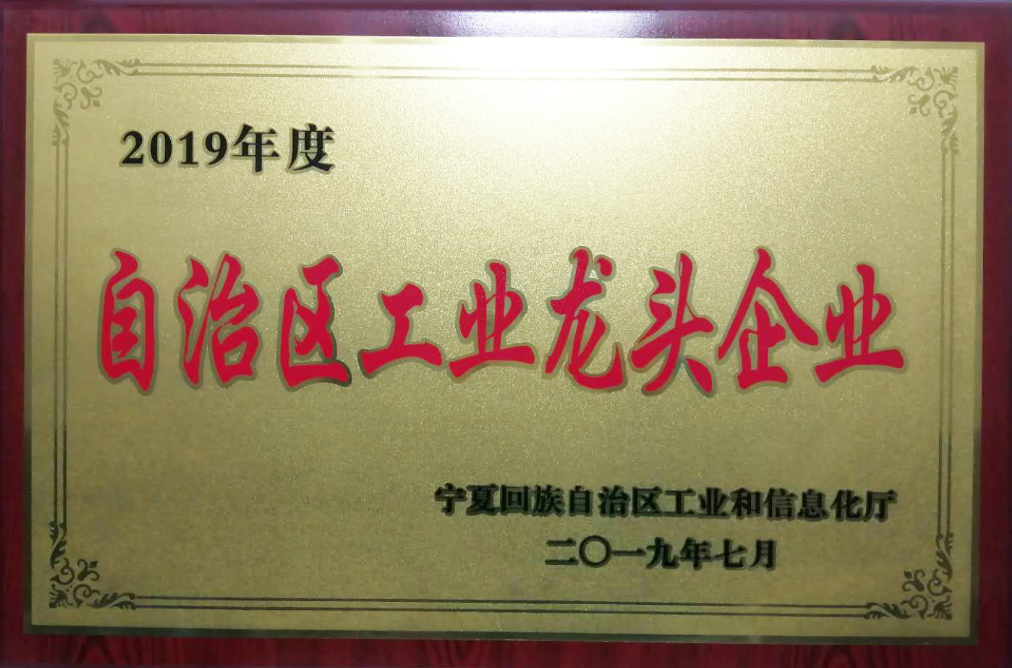 2019年度
自治区工业龙头企业
宁夏回族自治区工业和信息化厅
二〇一九年七月